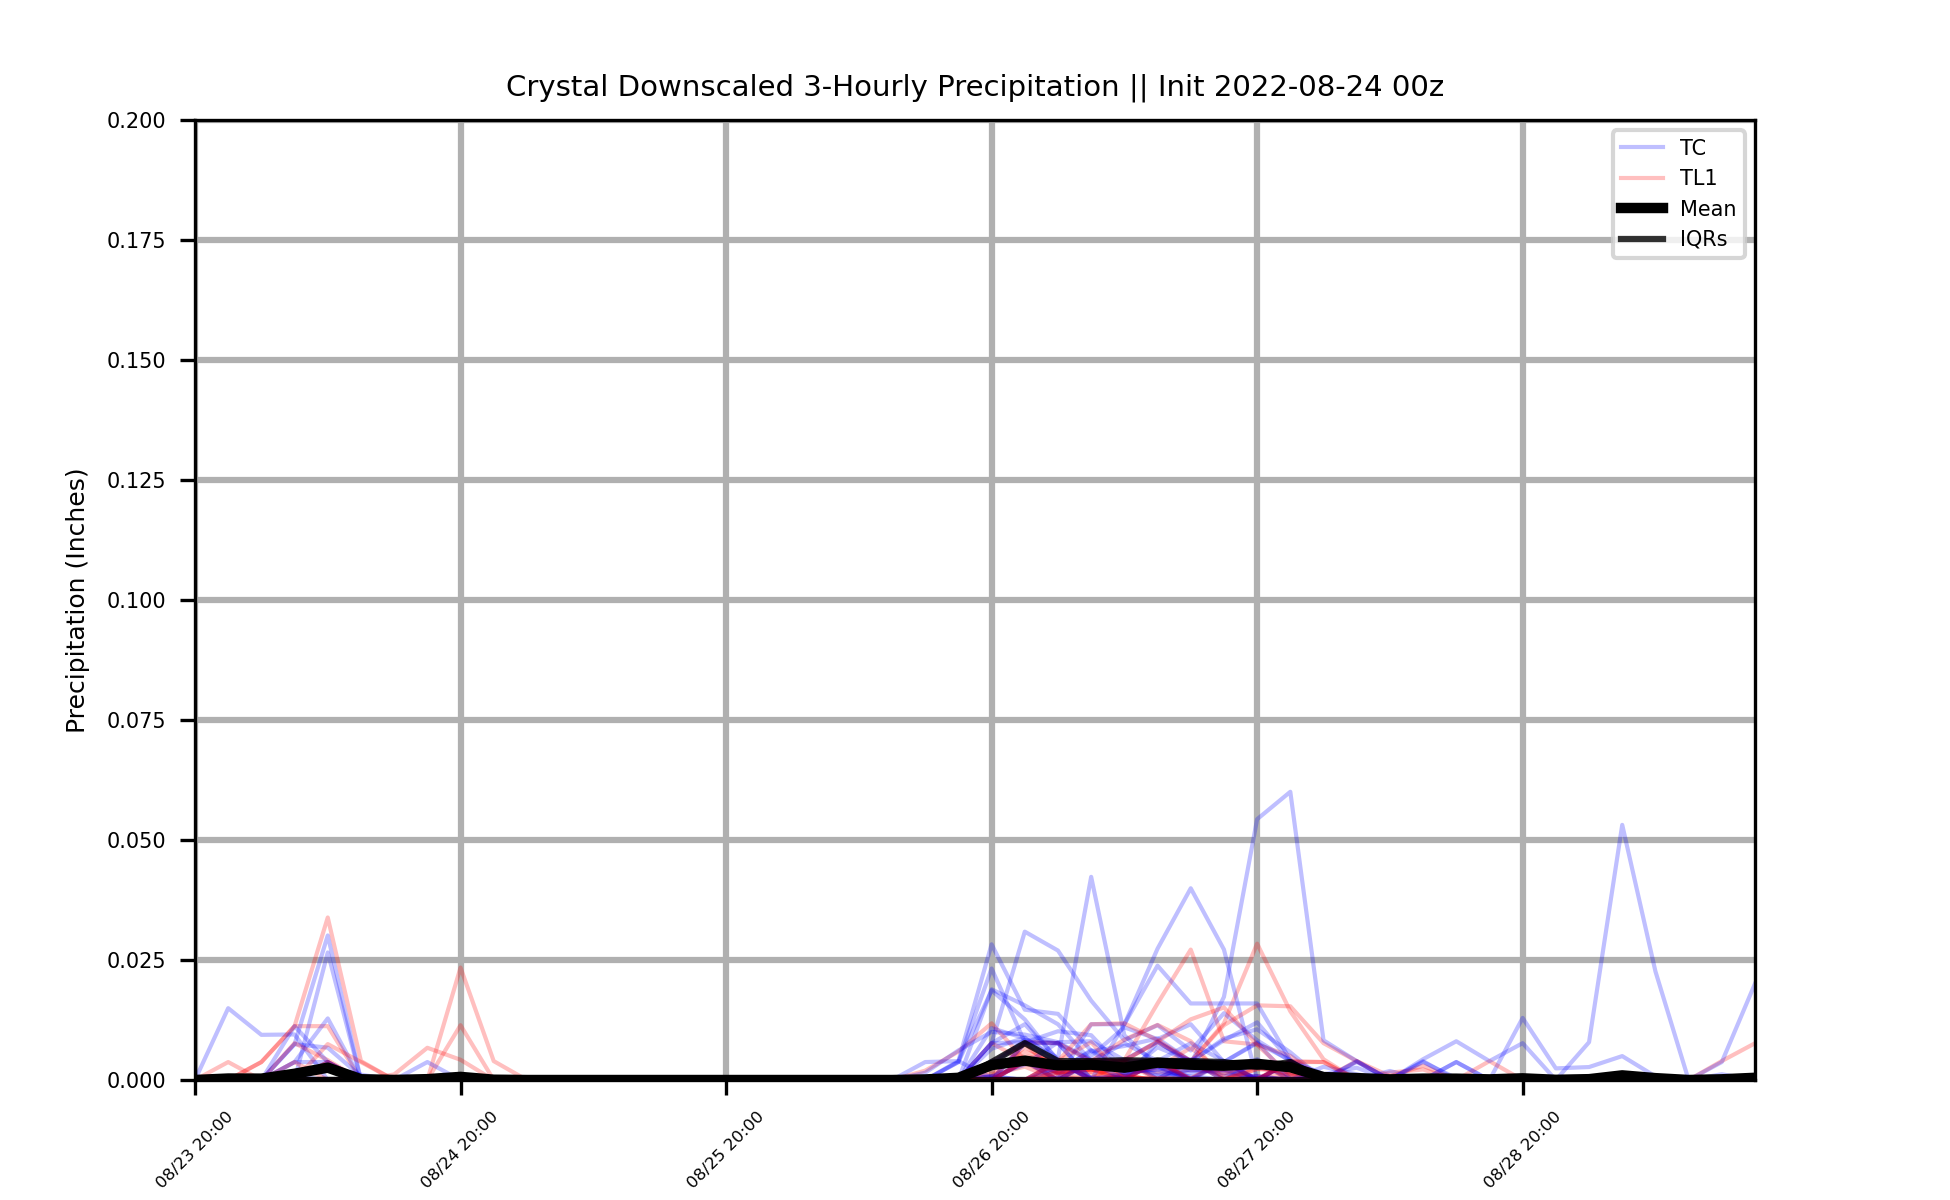 Crystal Downscaled 3-Hourly Precipitation || Init 2022-08-24 00z
Precipitation (Inches)
0.200
0.175
0.150
0.125
0.100
0.075
0.050
0.025
0.000
TC
TL1
Mean
IQRs
08/23 20:00
08/24 20:00
08/25 20:00
08/26 20:00
08/27 20:00
08/28 20:00